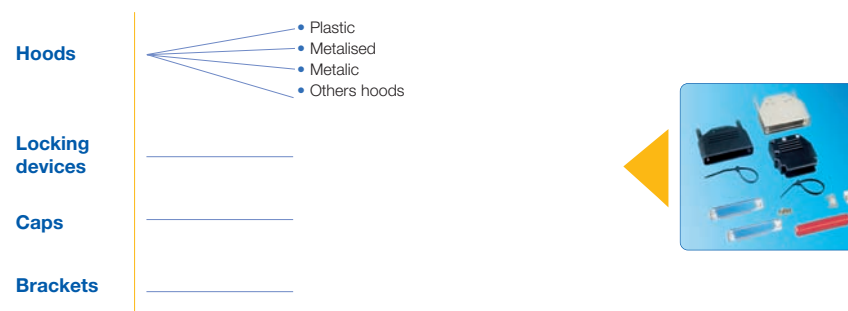 Hoods
• Plastic
• Metalised
• Metalic
• Others hoods
Locking
devices
Caps
Brackets